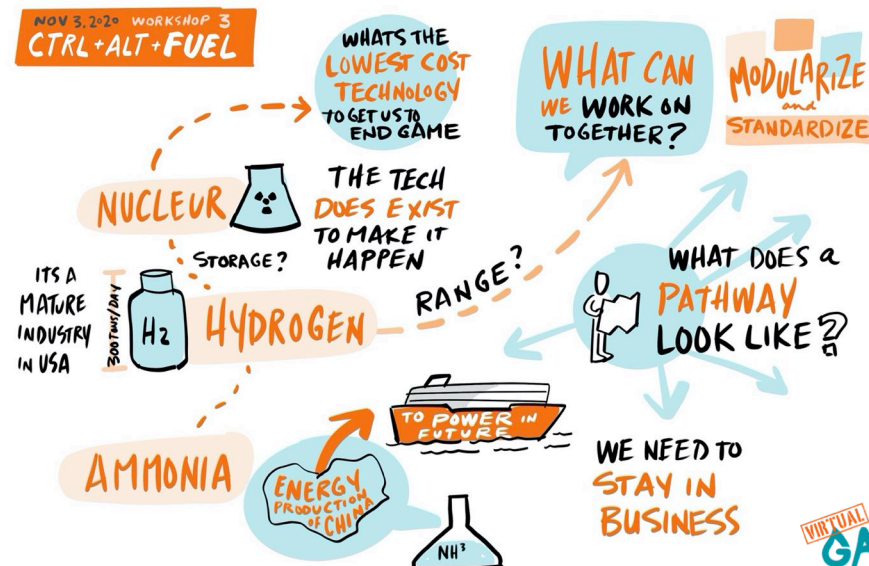 NOV 3, 2020 WORKSHOP 3
CTRL+ALT+FUEL
WHATS THE
LOWEST COST
TECHNOLOGY
TO GET US TO
END GAME
WHAT CAN
WE WORK ON
TOGETHER?
MODULARIZE
and
STANDARDIZE
NUCLEUR
THE TECH
DOES EXIST
TO MAKE IT
HAPPEN
STORAGE?
ITS A
MATURE
INDUSTRY
IN USA
300 TONS/DAY
H2
HYDROGEN
RANGE?
WHAT DOES a
PATHWAY
LOOK LIKE?
AMMONIA
ENERGY
PRODUCTION
OF CHINA
TO POWER IN
FUTURE
NH3
WE NEED TO
STAY IN
BUSINESS
VIRTUAL
GA